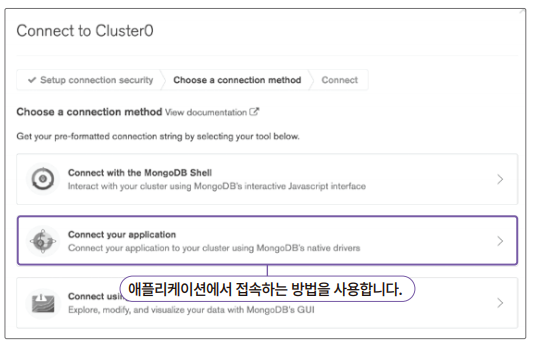 Connect to Cluster0
✔ Setup connection security
Choose a connection method
Connect
Choose a connection method View documentation
Get your pre-formatted connection string by selecting your tool below.
Connect with the MongoDB Shell
Interact with your cluster using MongoDB's interactive Javascript interface
Connect your application
Connect your application to your cluster using MongoDB's native drivers
애플리케이션에서 접속하는 방법을 사용합니다.
Connect
Explore, modify, and visualize your data with MongoDB's GUI